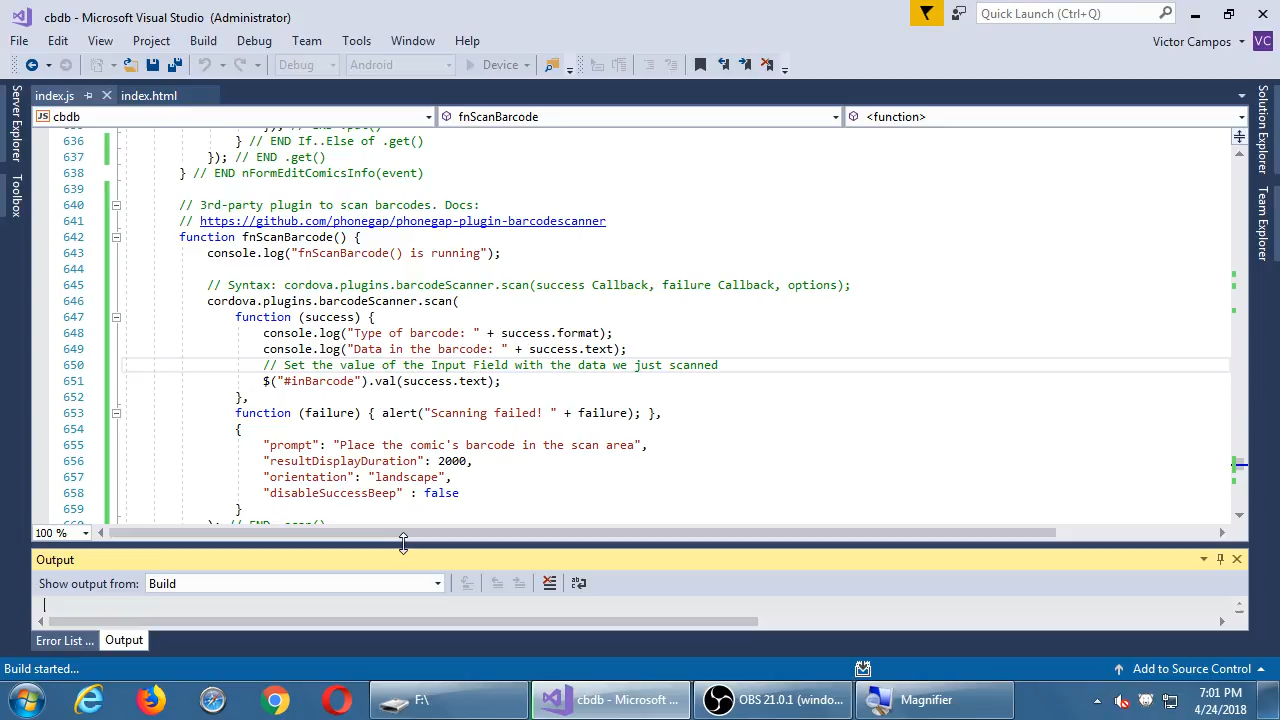 cbdb - Microsoft Visual Studio (Administrator)
Quick Launch (Ctrl+Q)
File Edit View Project Build Debug Team Tools Window Help
Victor Campos VC
Debug Android Device
index.js index.html
cbdb fnScanBarcode <function>
636 } // END If..Else of .get()
637 }); // END .get()
638 } // END nFormEditComicsInfo(event)
639
640 // 3rd-party plugin to scan barcodes. Docs:
641 // https://github.com/phonegap/phonegap-plugin-barcodescanner
642 function fnScanBarcode() {
643 console.log("fnScanBarcode() is running");
644
645 // Syntax: cordova.plugins.barcodeScanner.scan(success Callback, failure Callback, options);
646 cordova.plugins.barcodeScanner.scan(
647 function (success) {
648 console.log("Type of barcode: " + success.format);
649 console.log("Data in the barcode: " + success.text);
650 // Set the value of the Input Field with the data we just scanned
651 $("#inBarcode").val(success.text);
652 },
653 function (failure) { alert("Scanning failed! " + failure); },
654 {
655 "prompt": "Place the comic's barcode in the scan area",
656 "resultDisplayDuration": 2000,
657 "orientation": "landscape",
658 "disableSuccessBeep" : false
659 }
100 %
Output
Show output from: Build
Error List ... Output
Build started...
Add to Source Control
F:\ cbdb - Microsoft ... OBS 21.0.1 (windo... Magnifier
7:01 PM
4/24/2018
Server Explorer
Toolbox
Solution Explorer
Team Explorer